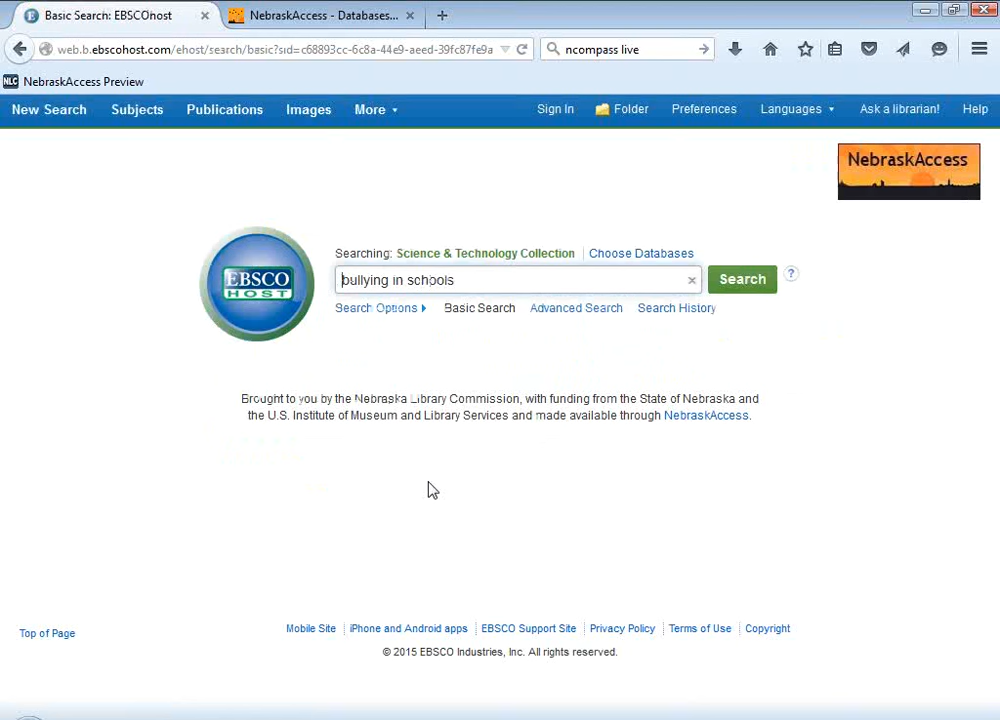 Basic Search: EBSCOhost
NebraskAccess - Databases...
web.b.ebscohost.com/ehost/search/basic?sid=c68893cc-6c8a-44e9-aeed-39fc87fe9a
ncompass live
NLC NebraskAccess Preview
New Search Subjects Publications Images More Sign In Folder Preferences Languages Ask a librarian! Help
NebraskAccess
Searching: Science & Technology Collection Choose Databases
EBSCO
HOST
bullying in schools
Search
?
Search Options Basic Search Advanced Search Search History
Brought to you by the Nebraska Library Commission, with funding from the State of Nebraska and
the U.S. Institute of Museum and Library Services and made available through NebraskAccess.
Top of Page
Mobile Site iPhone and Android apps EBSCO Support Site Privacy Policy Terms of Use Copyright
© 2015 EBSCO Industries, Inc. All rights reserved.